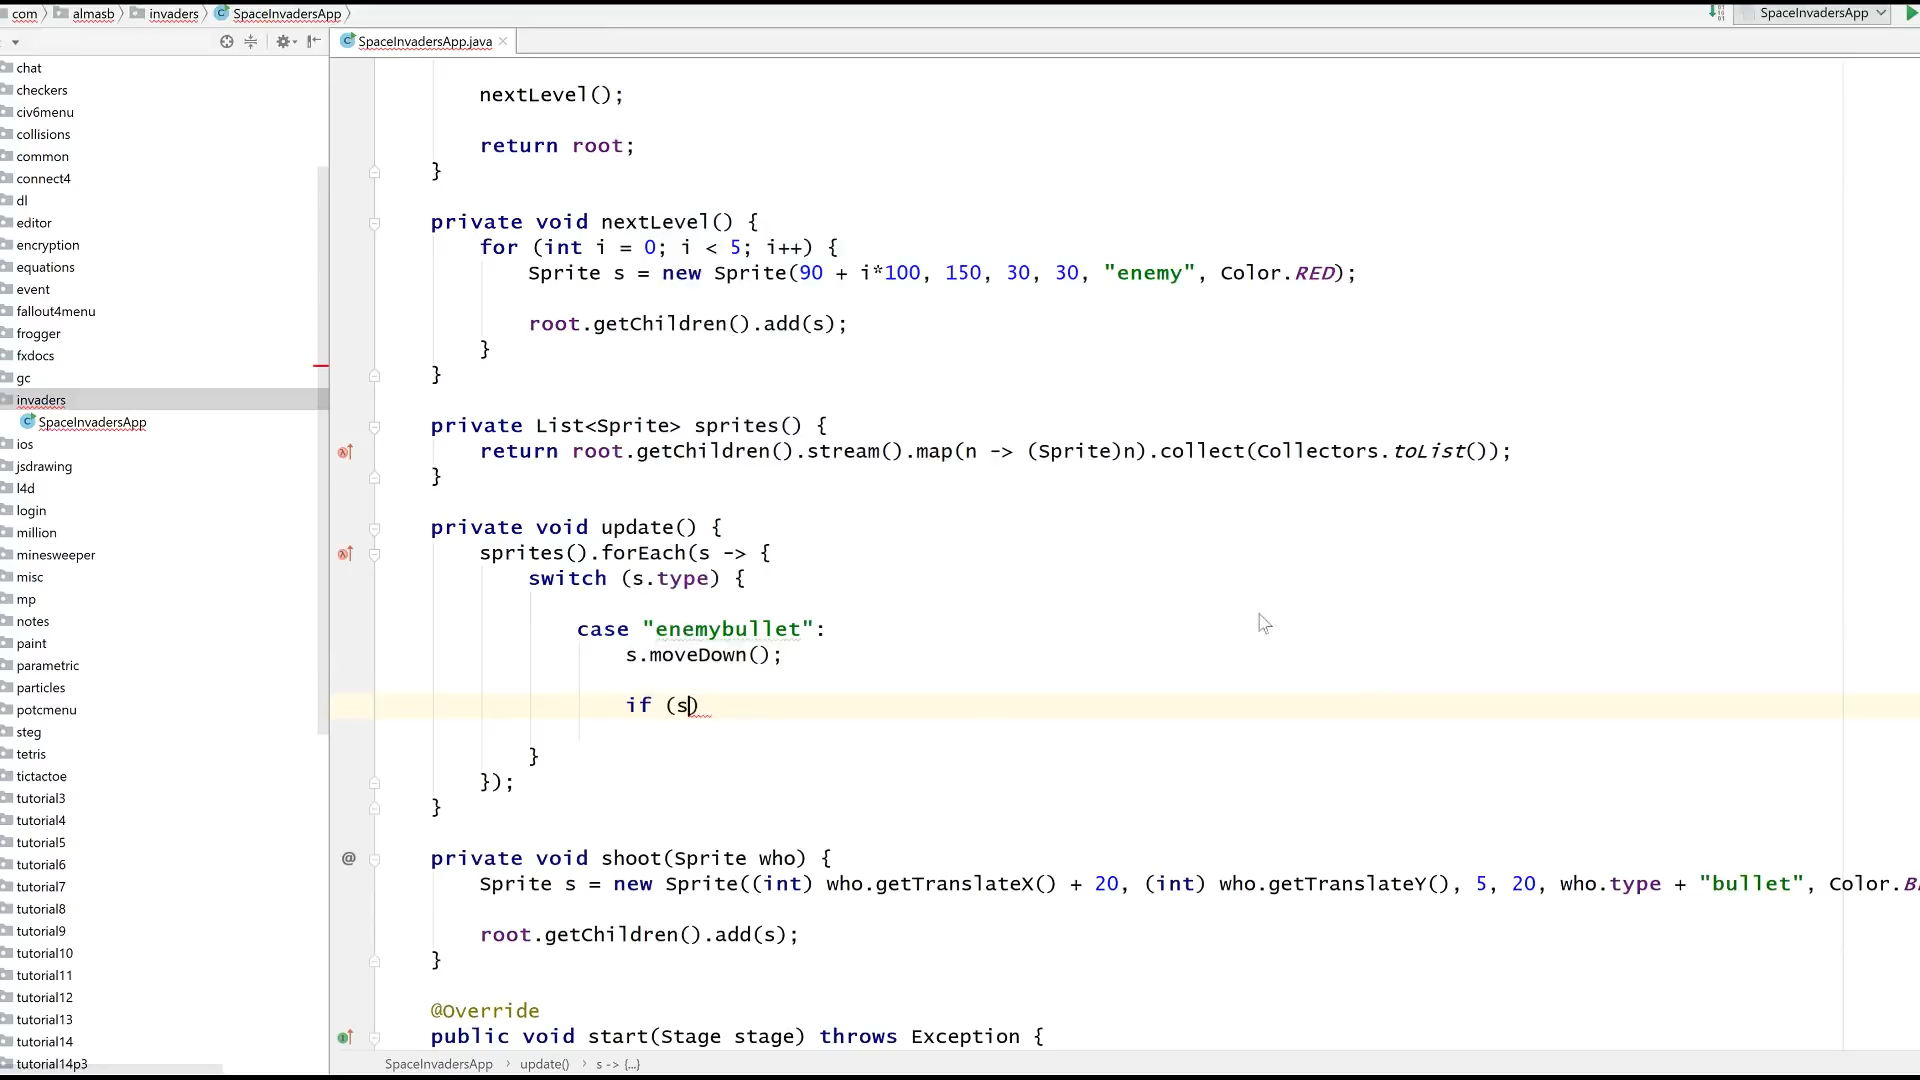 com almasb invaders SpaceInvadersApp SpaceInvadersApp
SpaceInvadersApp.java
chat
checkers
civ6menu
collisions
common
connect4
dl
editor
encryption
equations
event
fallout4menu
frogger
fxdocs
gc
invaders
SpaceInvadersApp
ios
jsdrawing
l4d
login
million
minesweeper
misc
mp
notes
paint
parametric
particles
potcmenu
steg
tetris
tictactoe
tutorial3
tutorial4
tutorial5
tutorial6
tutorial7
tutorial8
tutorial9
tutorial10
tutorial11
tutorial12
tutorial13
tutorial14
tutorial14p3
nextLevel();
return root;
}
private void nextLevel() {
for (int i = 0; i < 5; i++) {
Sprite s = new Sprite(90 + i*100, 150, 30, 30, "enemy", Color.RED);
root.getChildren().add(s);
}
}
private List<Sprite> sprites() {
return root.getChildren().stream().map(n -> (Sprite)n).collect(Collectors.toList());
}
private void update() {
sprites().forEach(s -> {
switch (s.type) {
case "enemybullet":
s.moveDown();
if (s)
}
});
}
@ private void shoot(Sprite who) {
Sprite s = new Sprite((int) who.getTranslateX() + 20, (int) who.getTranslateY(), 5, 20, who.type + "bullet", Color.
root.getChildren().add(s);
}
@Override
public void start(Stage stage) throws Exception {
SpaceInvadersApp › update() › s -> {...}